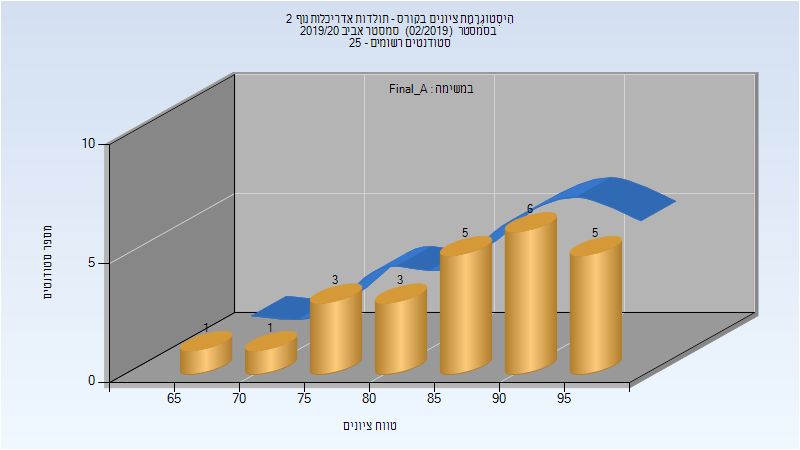 היסטוגרמת ציונים בקורס - תולדות אדריכלות נוף 2
בסמסטר (02/2019) סמסטר אביב 2019/20
סטודנטים רשומים - 25
במשימה : Final_A
מספר סטודנטים
10
5
0
1
1
3
3
5
6
5
65
70
75
80
85
90
95
טווח ציונים